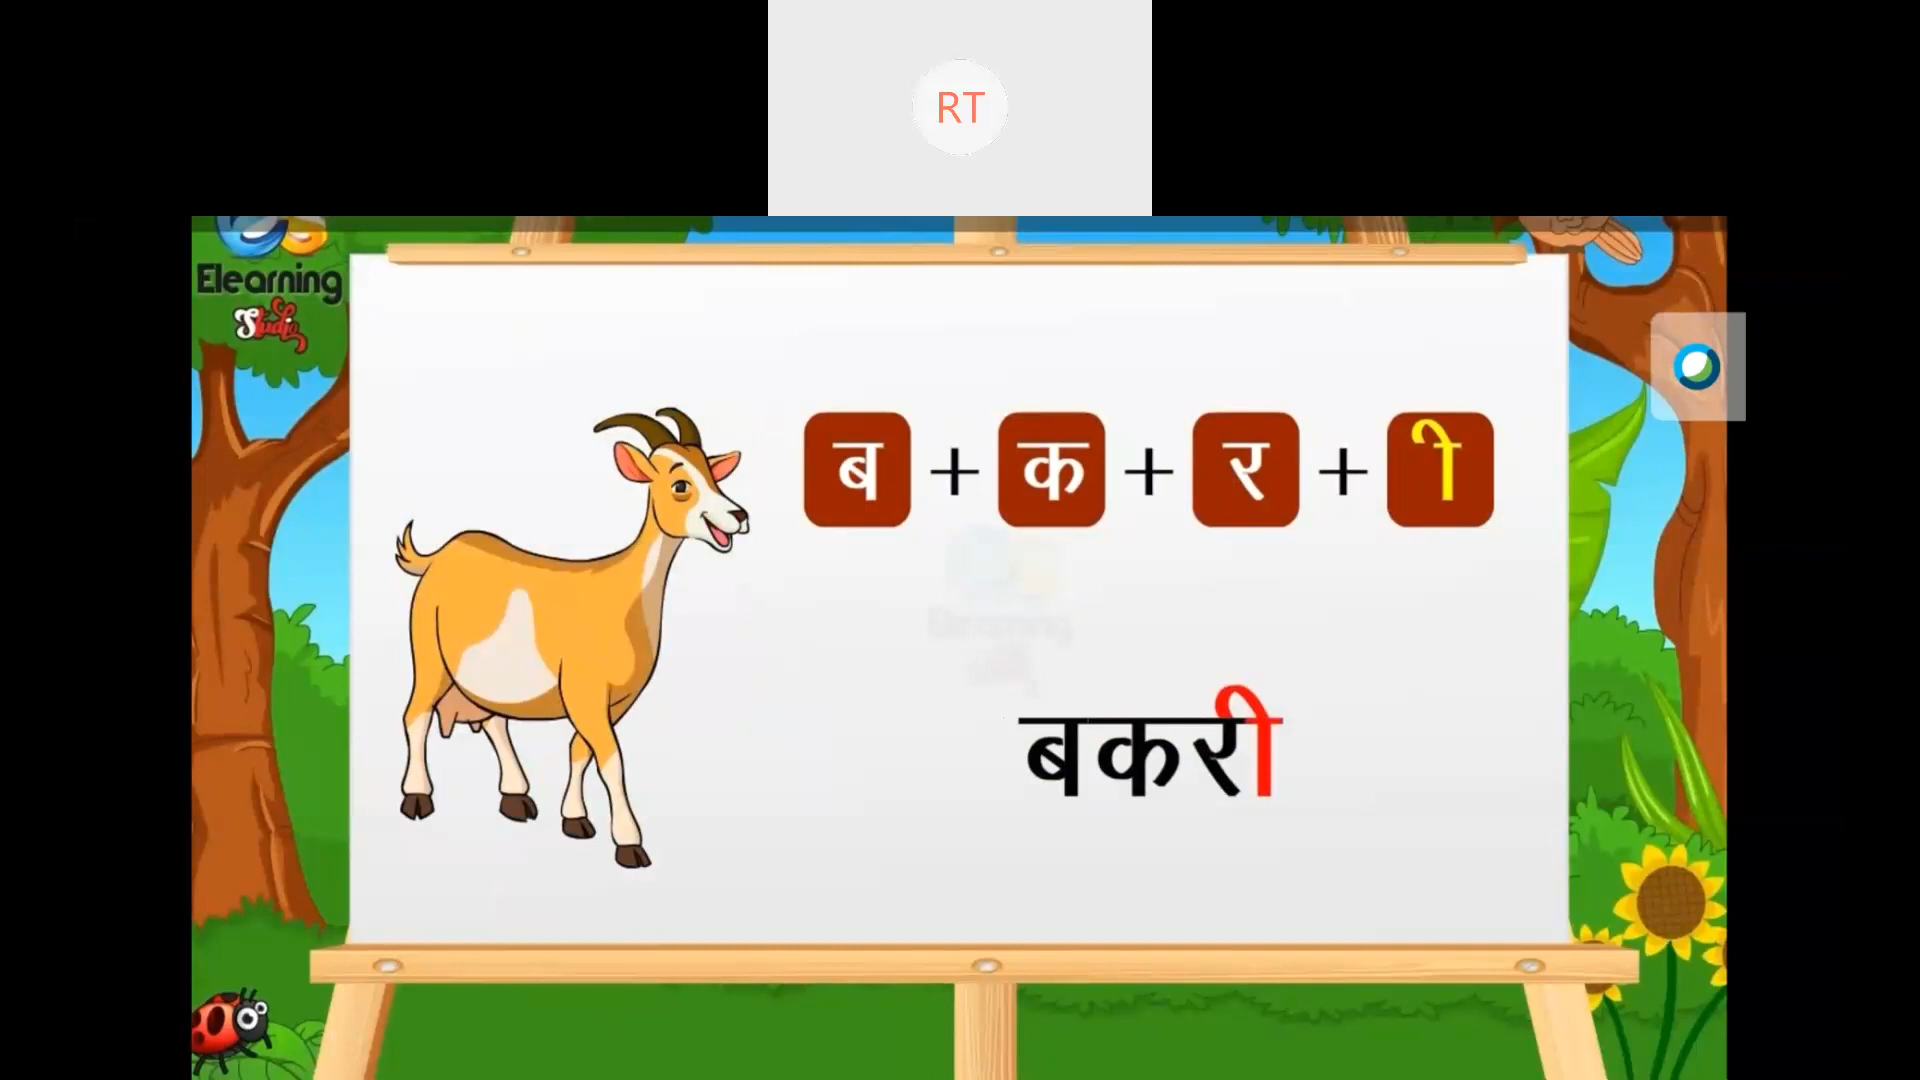 RT
Elearning
Studio
ब + क + र + ी
बकरी